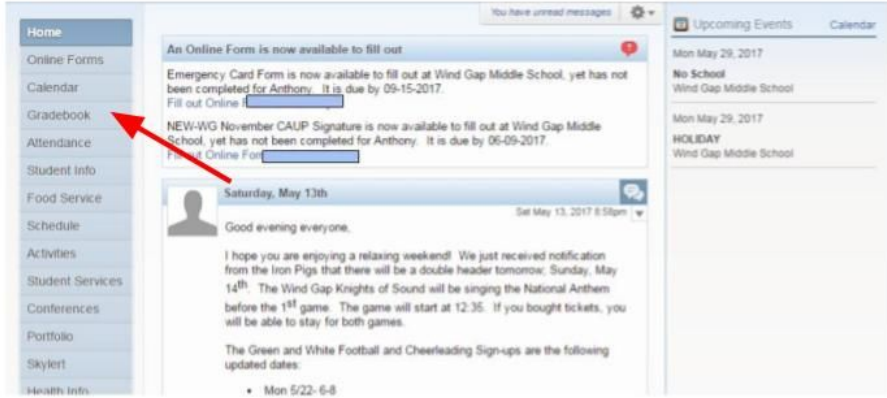 You have unread messages
Home
Online Forms
Calendar
Gradebook
Attendance
Student Info
Food Service
Schedule
Activities
Student Services
Conferences
Portfolio
Skylert
Health Info
An Online Form is now available to fill out
Emergency Card Form is now available to fill out at Wind Gap Middle School, yet has not
been completed for Anthony. It is due by 09-15-2017.
Fill out Online
NEW-WG November CAUP Signature is now available to fill out at Wind Gap Middle
School, yet has not been completed for Anthony. It is due by 06-09-2017.
Fill out Online For
Saturday, May 13th
Sat May 13, 2017 8:58pm
Good evening everyone,
I hope you are enjoying a relaxing weekend! We just received notification
from the Iron Pigs that there will be a double header tomorrow, Sunday, May
14th. The Wind Gap Knights of Sound will be singing the National Anthem
before the 1st game. The game will start at 12:35. If you bought tickets, you
will be able to stay for both games.
The Green and White Football and Cheerleading Sign-ups are the following
updated dates:
• Mon 5/22- 6-8
Upcoming Events
Calendar
Mon May 29, 2017
No School
Wind Gap Middle School
Mon May 29, 2017
HOLIDAY
Wind Gap Middle School